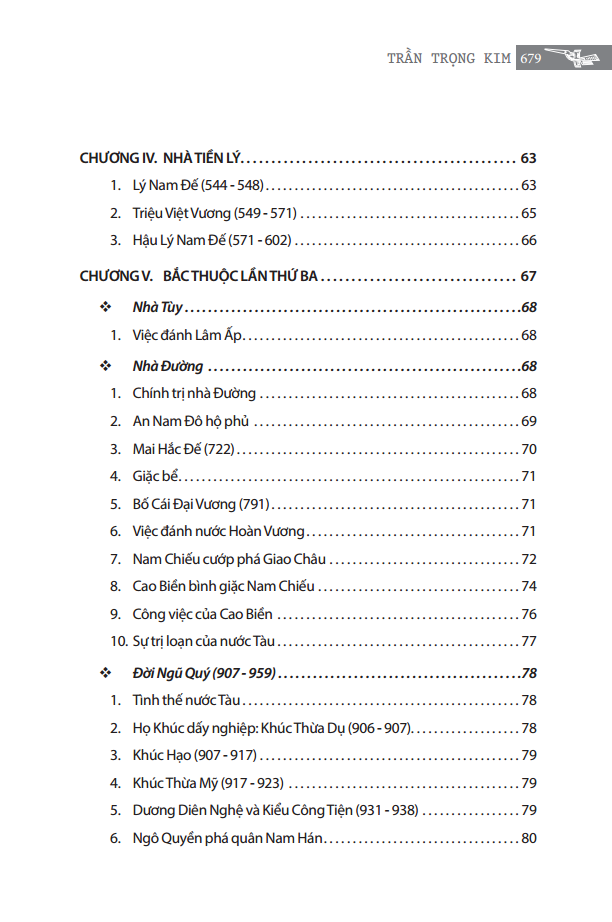 TRẦN TRỌNG KIM 679
CHƯƠNG IV. NHÀ TIỀN LÝ. . . . . . . . . . . . . . . . . . . . . . . . . . . . . . . . . . . . . . . . . . . . . 63
1. Lý Nam Đế (544 - 548) . . . . . . . . . . . . . . . . . . . . . . . . . . . . . . . . . . . . . . . . . 63
2. Triệu Việt Vương (549 - 571) . . . . . . . . . . . . . . . . . . . . . . . . . . . . . . . . . . . 65
3. Hậu Lý Nam Đế (571 - 602) . . . . . . . . . . . . . . . . . . . . . . . . . . . . . . . . . . . . 66
CHƯƠNG V. BẮC THUỘC LẦN THỨ BA . . . . . . . . . . . . . . . . . . . . . . . . . . . . . . . . 67
❖ Nhà Tùy . . . . . . . . . . . . . . . . . . . . . . . . . . . . . . . . . . . . . . . . . . . . . . . . . . . . .68
1. Việc đánh Lâm Ấp. . . . . . . . . . . . . . . . . . . . . . . . . . . . . . . . . . . . . . . . . . . . 68
❖ Nhà Đường . . . . . . . . . . . . . . . . . . . . . . . . . . . . . . . . . . . . . . . . . . . . . . . . .68
1. Chính trị nhà Đường . . . . . . . . . . . . . . . . . . . . . . . . . . . . . . . . . . . . . . . . . 68
2. An Nam Đô hộ phủ . . . . . . . . . . . . . . . . . . . . . . . . . . . . . . . . . . . . . . . . . . 69
3. Mai Hắc Đế (722) . . . . . . . . . . . . . . . . . . . . . . . . . . . . . . . . . . . . . . . . . . . . . 70
4. Giặc bể. . . . . . . . . . . . . . . . . . . . . . . . . . . . . . . . . . . . . . . . . . . . . . . . . . . . . . 71
5. Bố Cái Đại Vương (791) . . . . . . . . . . . . . . . . . . . . . . . . . . . . . . . . . . . . . . . . 71
6. Việc đánh nước Hoàn Vương . . . . . . . . . . . . . . . . . . . . . . . . . . . . . . . . . . . 71
7. Nam Chiếu cướp phá Giao Châu . . . . . . . . . . . . . . . . . . . . . . . . . . . . . . . 72
8. Cao Biền bình giặc Nam Chiếu . . . . . . . . . . . . . . . . . . . . . . . . . . . . . . . . . 74
9. Công việc của Cao Biền . . . . . . . . . . . . . . . . . . . . . . . . . . . . . . . . . . . . . . . 76
10. Sự trị loạn của nước Tàu . . . . . . . . . . . . . . . . . . . . . . . . . . . . . . . . . . . . . . . 77
❖ Đời Ngũ Quý (907 - 959) . . . . . . . . . . . . . . . . . . . . . . . . . . . . . . . . . . . . . . .78
1. Tình thế nước Tàu . . . . . . . . . . . . . . . . . . . . . . . . . . . . . . . . . . . . . . . . . . . . 78
2. Họ Khúc dấy nghiệp: Khúc Thừa Dụ (906 - 907). . . . . . . . . . . . . . . . . 78
3. Khúc Hạo (907 - 917) . . . . . . . . . . . . . . . . . . . . . . . . . . . . . . . . . . . . . . . . . 79
4. Khúc Thừa Mỹ (917 - 923) . . . . . . . . . . . . . . . . . . . . . . . . . . . . . . . . . . . . . 79
5. Dương Diên Nghệ và Kiểu Công Tiện (931 - 938) . . . . . . . . . . . . . . . 79
6. Ngô Quyền phá quân Nam Hán. . . . . . . . . . . . . . . . . . . . . . . . . . . . . . . . 80